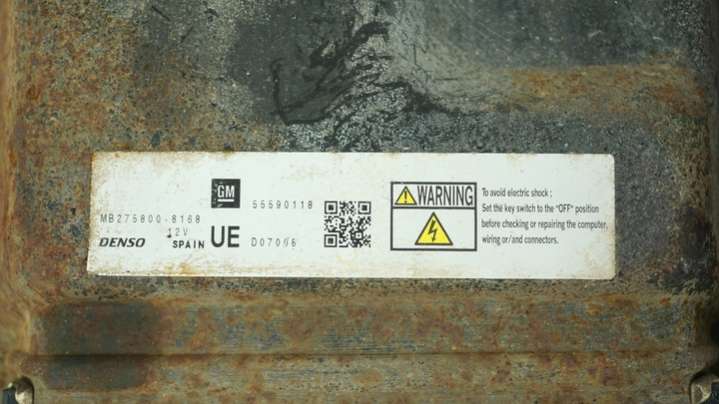 GM
55590118
MB275800-8168
12V
DENSO SPAIN UE D07006
WARNING
To avoid electric shock ;
Set the key switch to the "OFF" position
before checking or repairing the computer,
wiring or/and connectors.